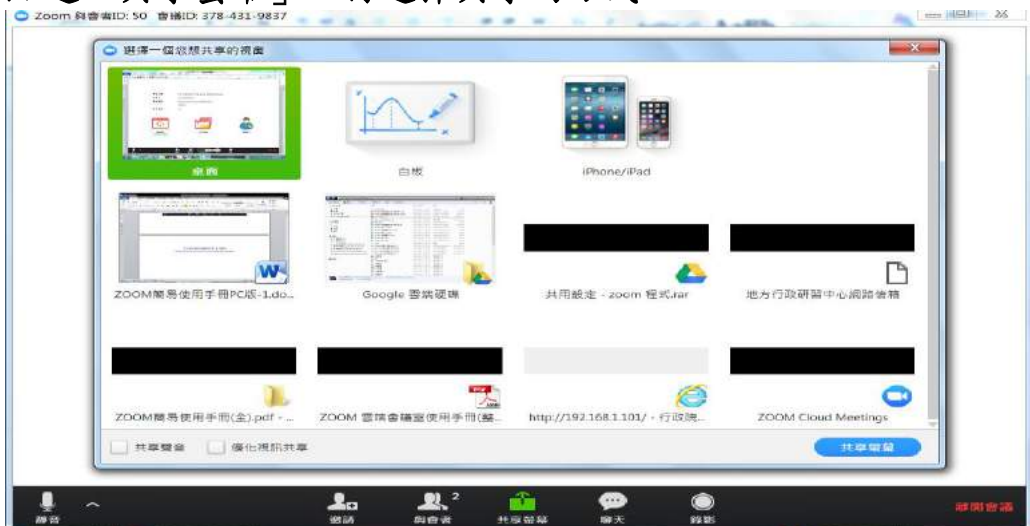 Zoom 與會者ID: 50 會議ID: 378-431-9837
選擇一個您想共享的視窗
桌面
白板
iPhone/iPad
ZOOM簡易使用手冊PC版-1.do...
Google 雲端硬碟
共用設定 - zoom 程式.rar
地方行政研習中心網路信箱
ZOOM簡易使用手冊(全).pdf - ...
ZOOM 雲端會議室使用手冊(整...
http://192.168.1.101/ - 行政院...
ZOOM Cloud Meetings
共享聲音
優化視訊共享
共享螢幕
靜音
邀請
與會者 2
共享螢幕
聊天
錄影
離開會議